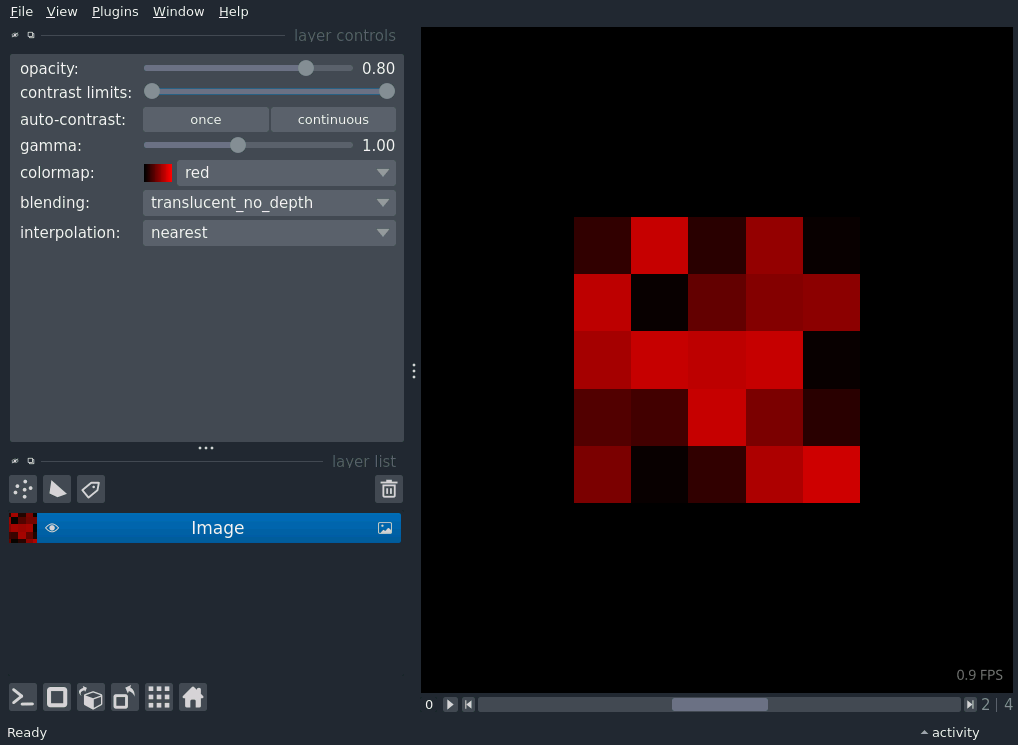 File View Plugins Window Help
layer controls
opacity: 0.80
contrast limits:
auto-contrast: once continuous
gamma: 1.00
colormap: red
blending: translucent_no_depth
interpolation: nearest
layer list
Image
0.9 FPS
0 2 | 4
Ready activity